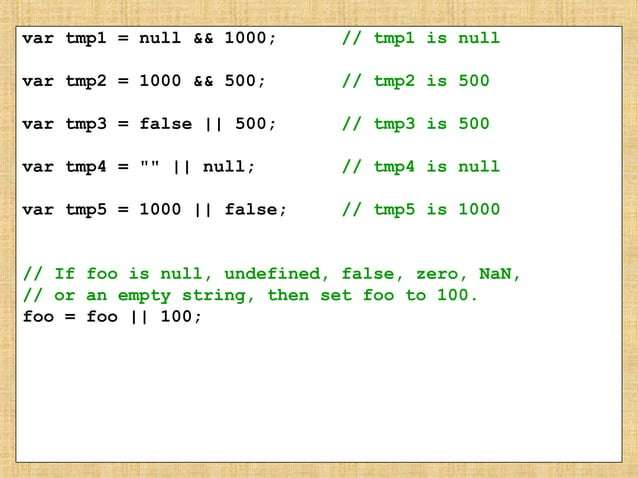 var tmp1 = null && 1000; // tmp1 is null
var tmp2 = 1000 && 500; // tmp2 is 500
var tmp3 = false || 500; // tmp3 is 500
var tmp4 = "" || null; // tmp4 is null
var tmp5 = 1000 || false; // tmp5 is 1000
// If foo is null, undefined, false, zero, NaN,
// or an empty string, then set foo to 100.
foo = foo || 100;